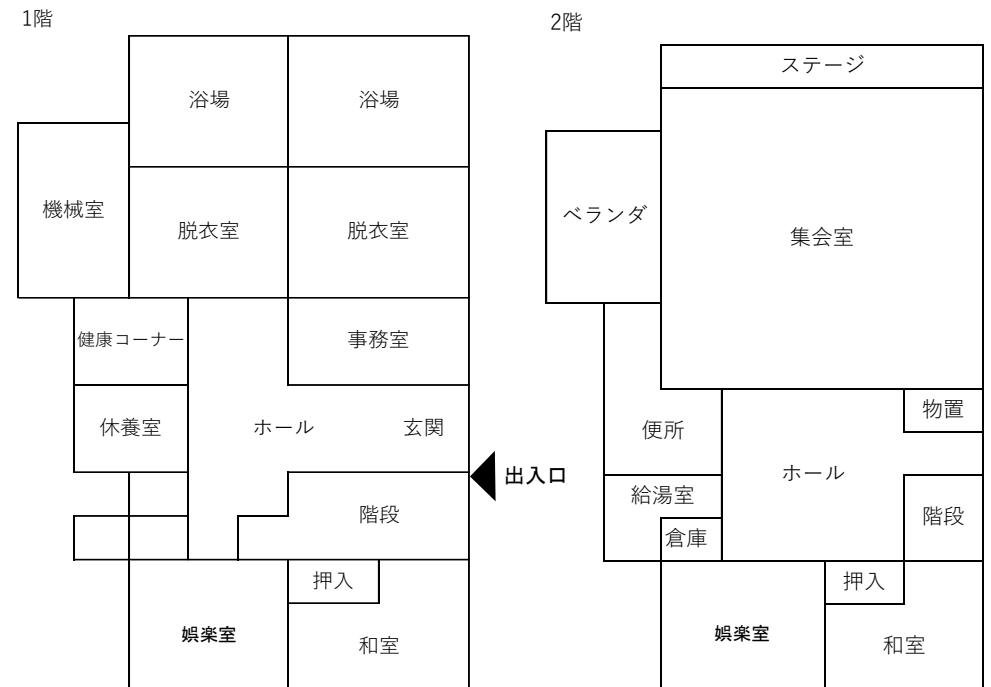 1階
浴場
浴場
機械室
脱衣室
脱衣室
健康コーナー
事務室
休養室
ホール
玄関
出入口
階段
押入
娯楽室
和室
2階
ステージ
ベランダ
集会室
物置
便所
ホール
給湯室
階段
倉庫
押入
娯楽室
和室